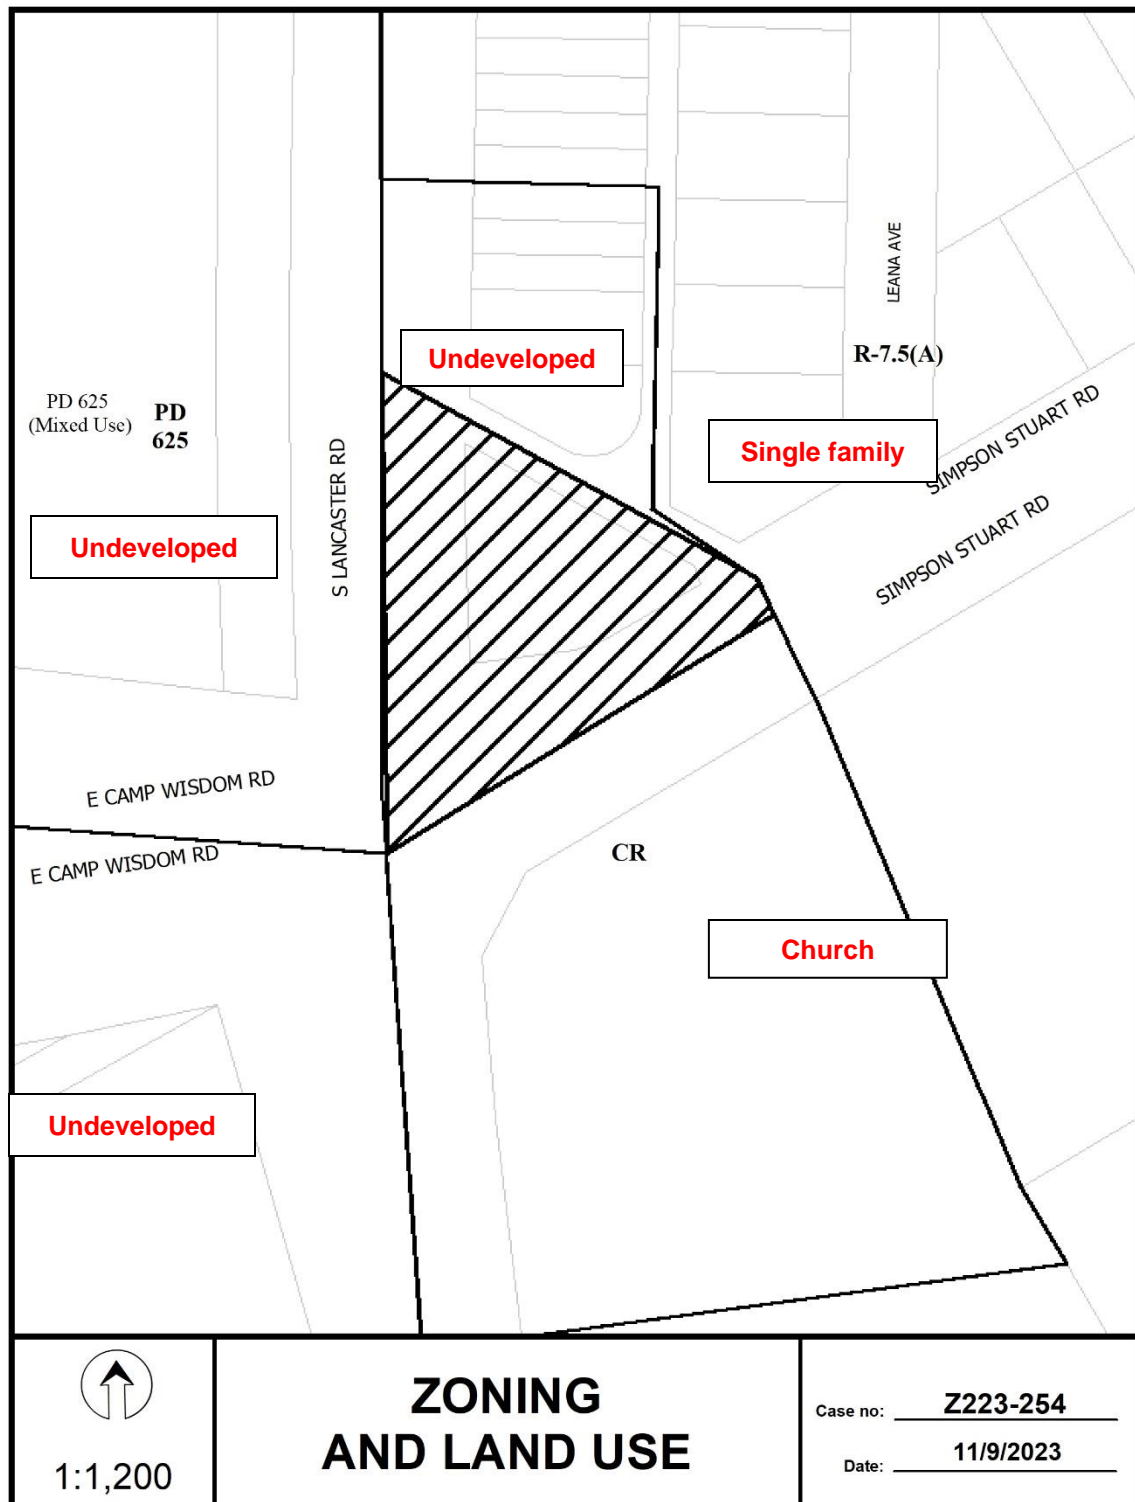 Undeveloped
LEANA AVE
R-7.5(A)
PD 625
(Mixed Use)
PD
625
S LANCASTER RD
Single family
SIMPSON STUART RD
SIMPSON STUART RD
Undeveloped
E CAMP WISDOM RD
E CAMP WISDOM RD
CR
Church
Undeveloped
1:1,200
ZONING
AND LAND USE
Case no: Z223-254
Date: 11/9/2023